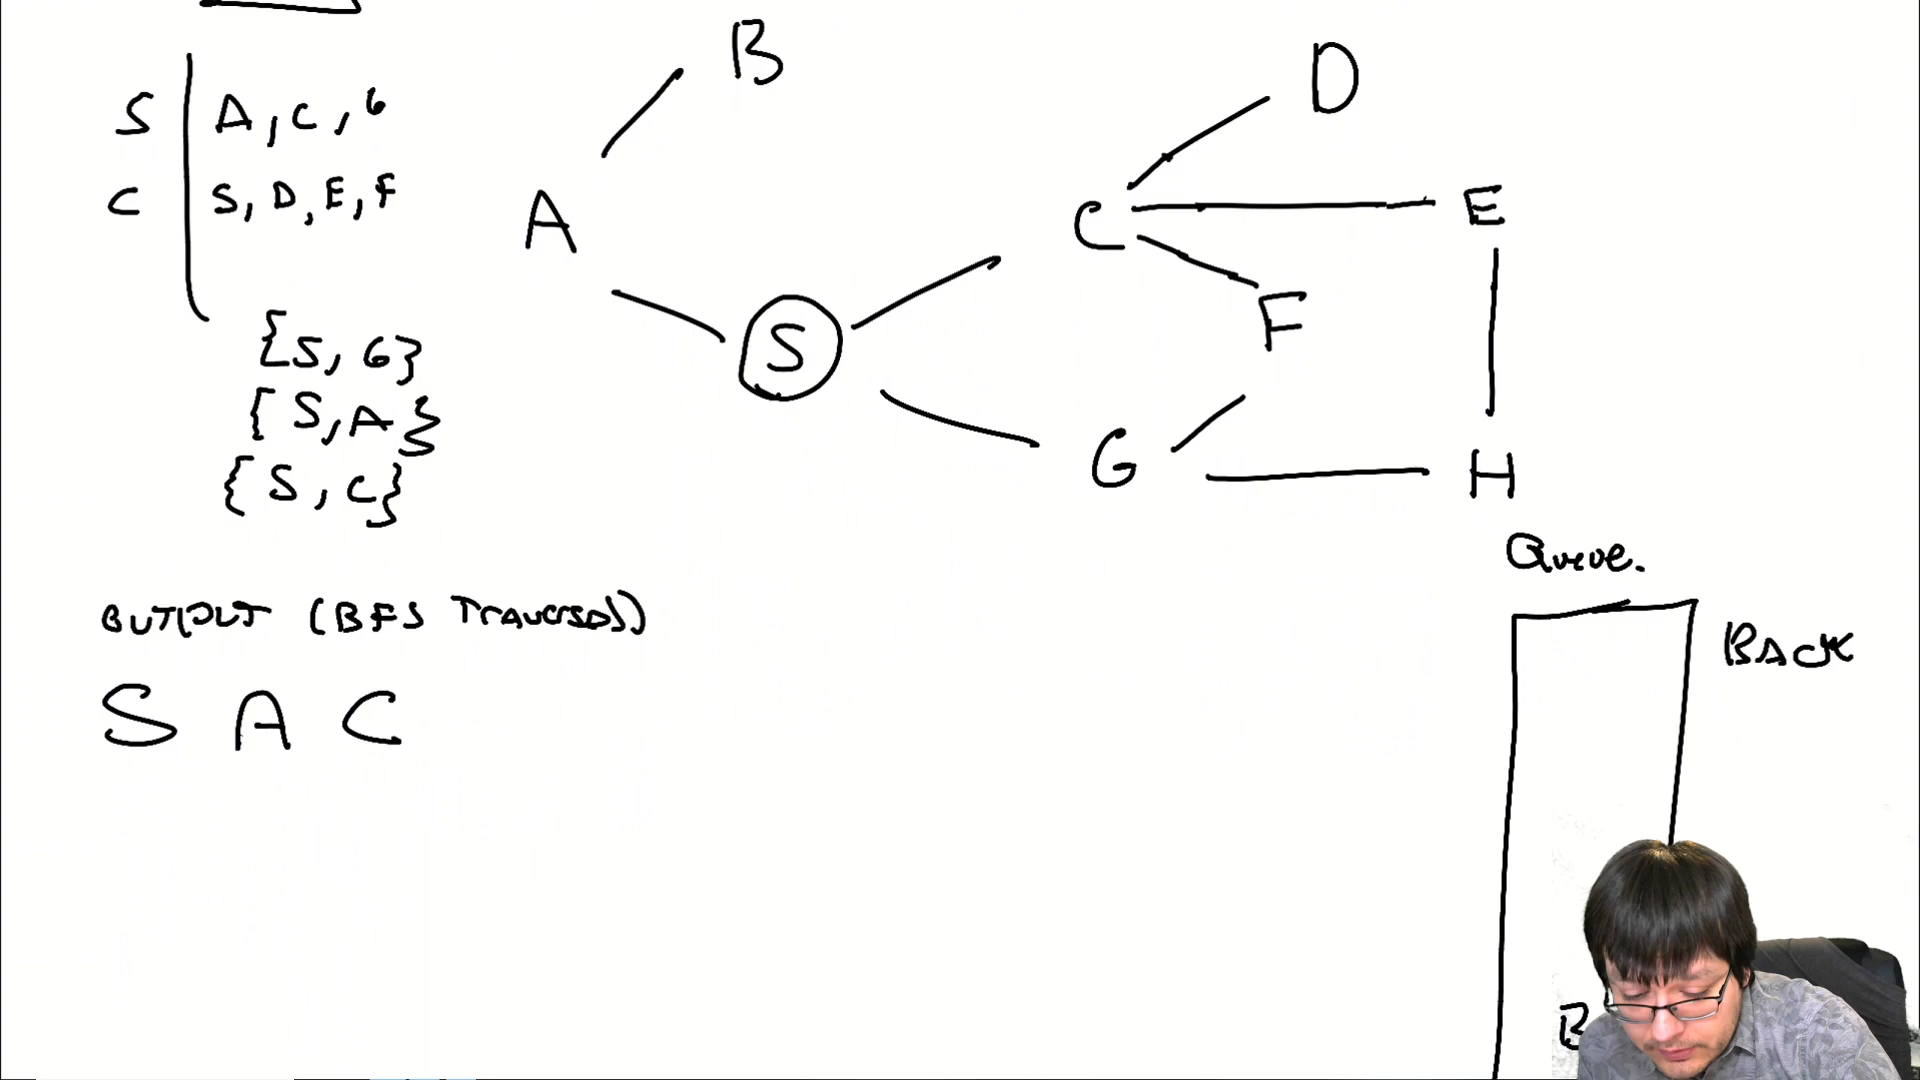 S | A, C, G
C | S, D, E, F
{S, G}
{S, A}
{S, C}
B
D
A
C
E
S
F
G
H
OUTPUT (BFS Traversal)
S A C
Queue.
BACK
B